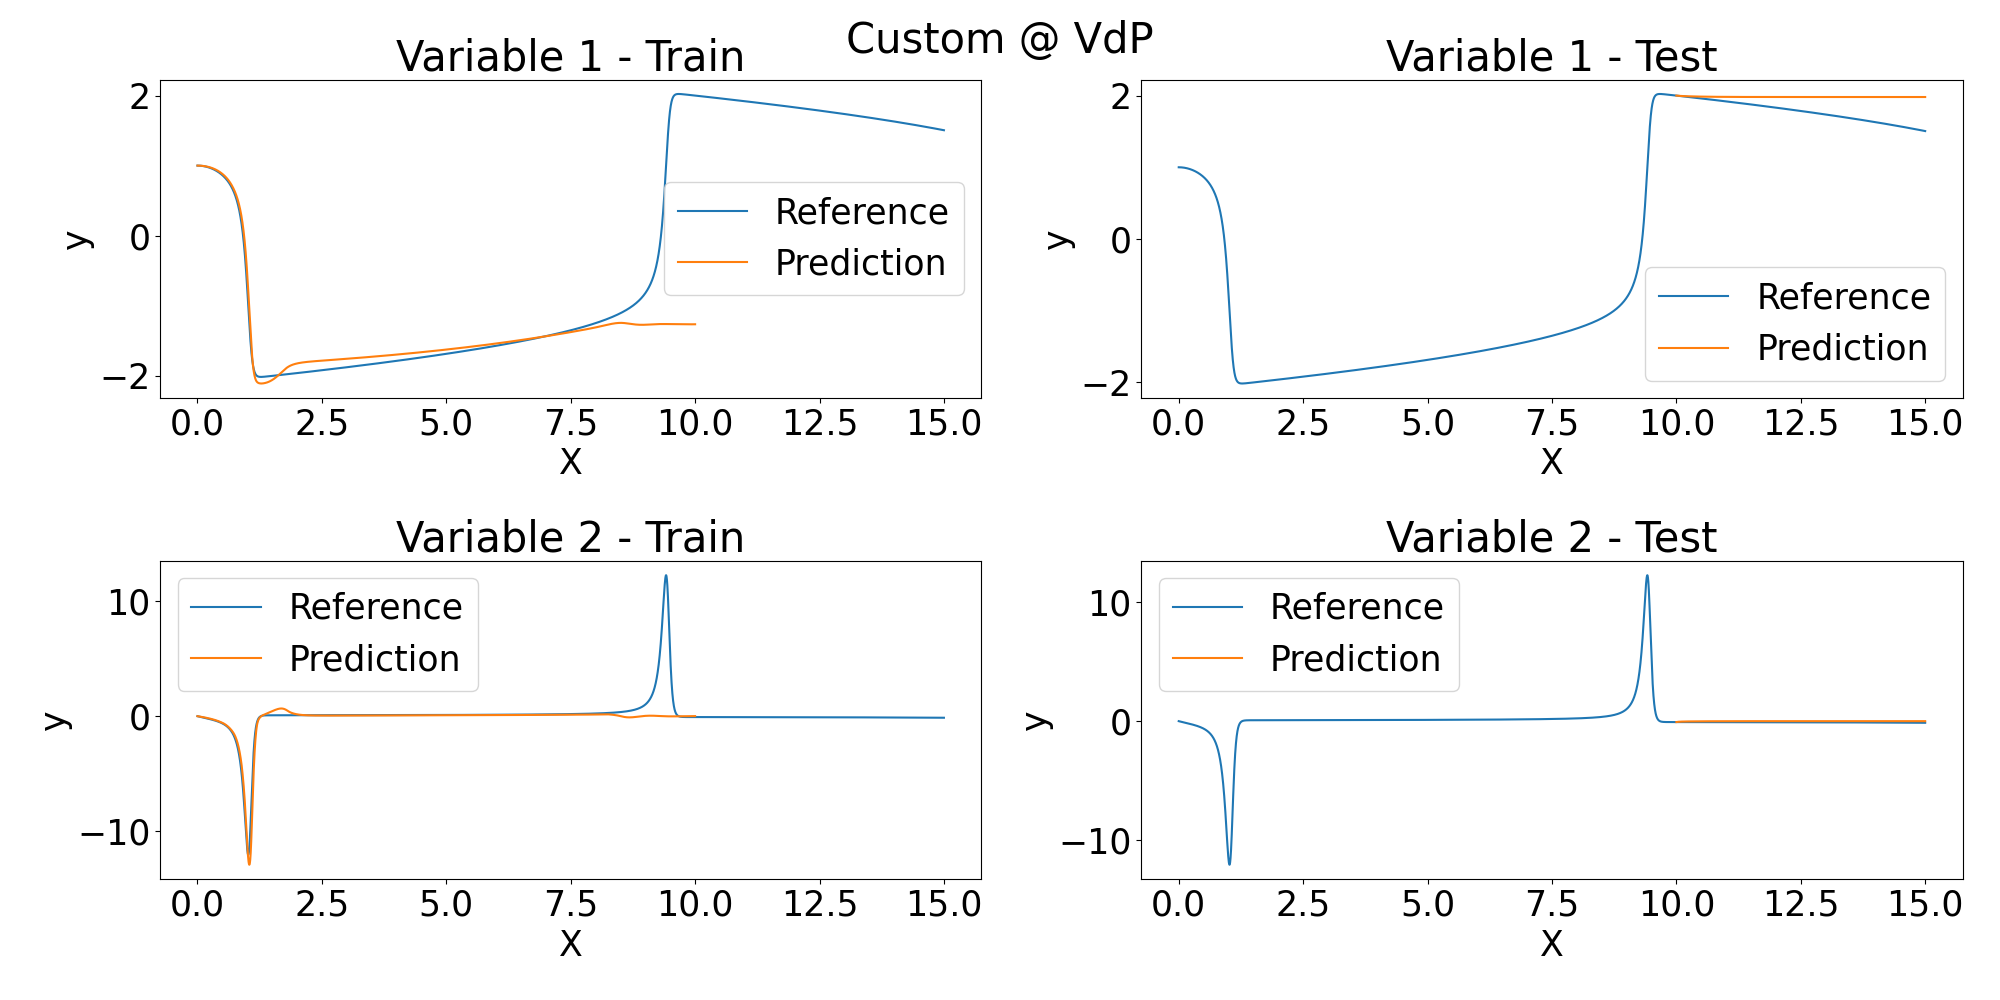 Custom @ VdP
Variable 1 - Train
2
0
−2
y
0.0 2.5 5.0 7.5 10.0 12.5 15.0
X
Reference
Prediction
Variable 1 - Test
2
0
−2
y
0.0 2.5 5.0 7.5 10.0 12.5 15.0
X
Reference
Prediction
Variable 2 - Train
10
0
−10
y
0.0 2.5 5.0 7.5 10.0 12.5 15.0
X
Reference
Prediction
Variable 2 - Test
10
0
−10
y
0.0 2.5 5.0 7.5 10.0 12.5 15.0
X
Reference
Prediction